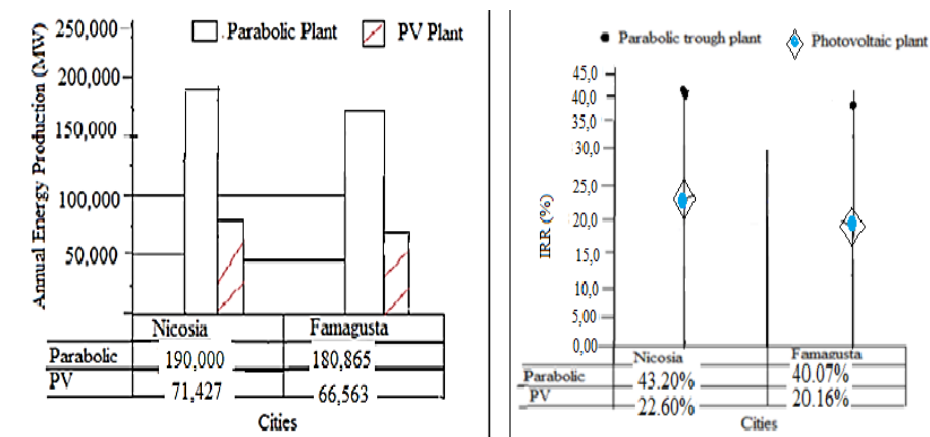 Annual Energy Production (MW)
250,000
200,000
150,000
100,000
50,000
Parabolic Plant
PV Plant
Nicosia Famagusta
Parabolic 190,000 180,865
PV 71,427 66,563
Cities
Parabolic trough plant
Photovoltaic plant
IRR (%)
45,0
40,0
35,0
30,0
25,0
20,0
15,0
10,0
5,00
0,00
Nicosia Famagusta
Parabolic 43.20% 40.07%
PV 22.60% 20.16%
Cities